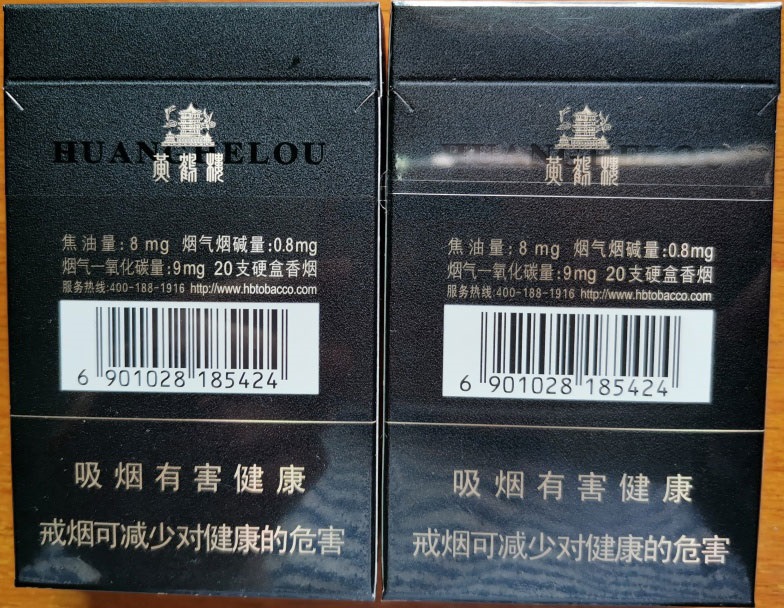 HUANGHELOU
黄鹤楼
焦油量：8 mg 烟气烟碱量：0.8mg
烟气一氧化碳量：9mg 20支硬盒香烟
服务热线：400-188-1916 http://www.hbtobacco.com
6 901028 185424
吸烟有害健康
戒烟可减少对健康的危害
HUANGHELOU
黄鹤楼
焦油量：8 mg 烟气烟碱量：0.8mg
烟气一氧化碳量：9mg 20支硬盒香烟
服务热线：400-188-1916 http://www.hbtobacco.com
6 901028 185424
吸烟有害健康
戒烟可减少对健康的危害